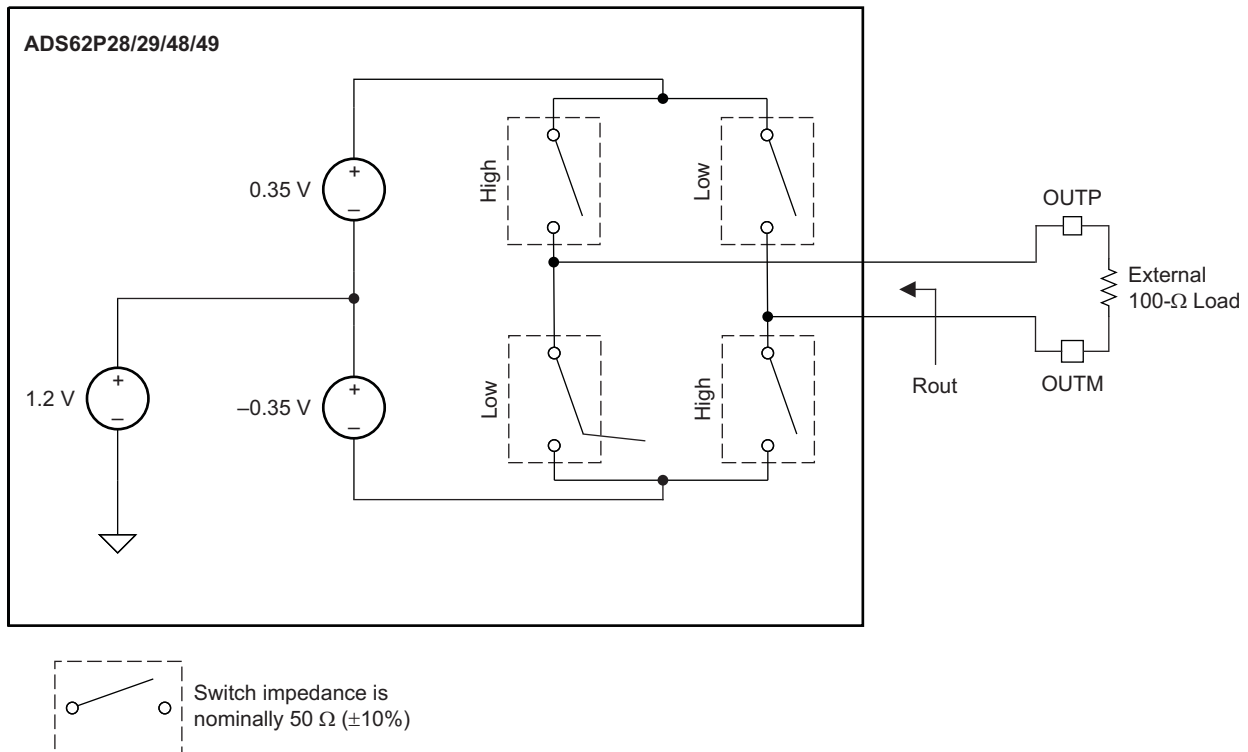 ADS62P28/29/48/49
0.35 V
+
–
High
Low
OUTP
External
100-Ω Load
1.2 V
+
–
–0.35 V
+
–
Low
High
Rout
OUTM
Switch impedance is
nominally 50 Ω (±10%)